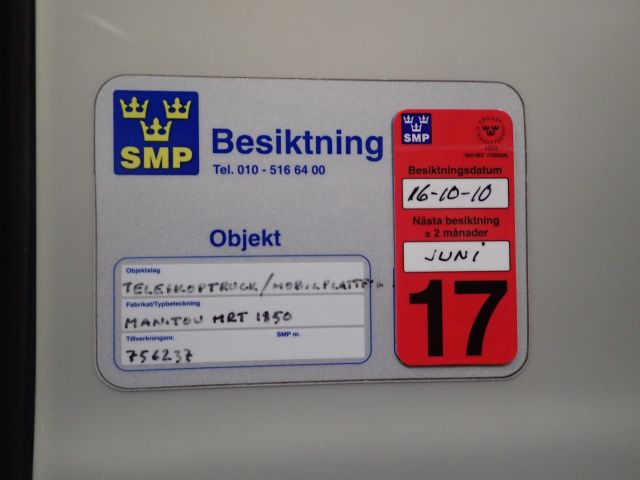 SMP
Besiktning
Tel. 010 - 516 64 00
Objekt
Objektslag
TELESKOPTRUCK/MOBILPLATTF
Fabrikat/Typbeteckning
MANITOU MRT 1850
Tillverkningsnr. SMP nr.
756237
SMP
Besiktningsdatum
16-10-10
Nästa besiktning
± 2 månader
JUNI
17